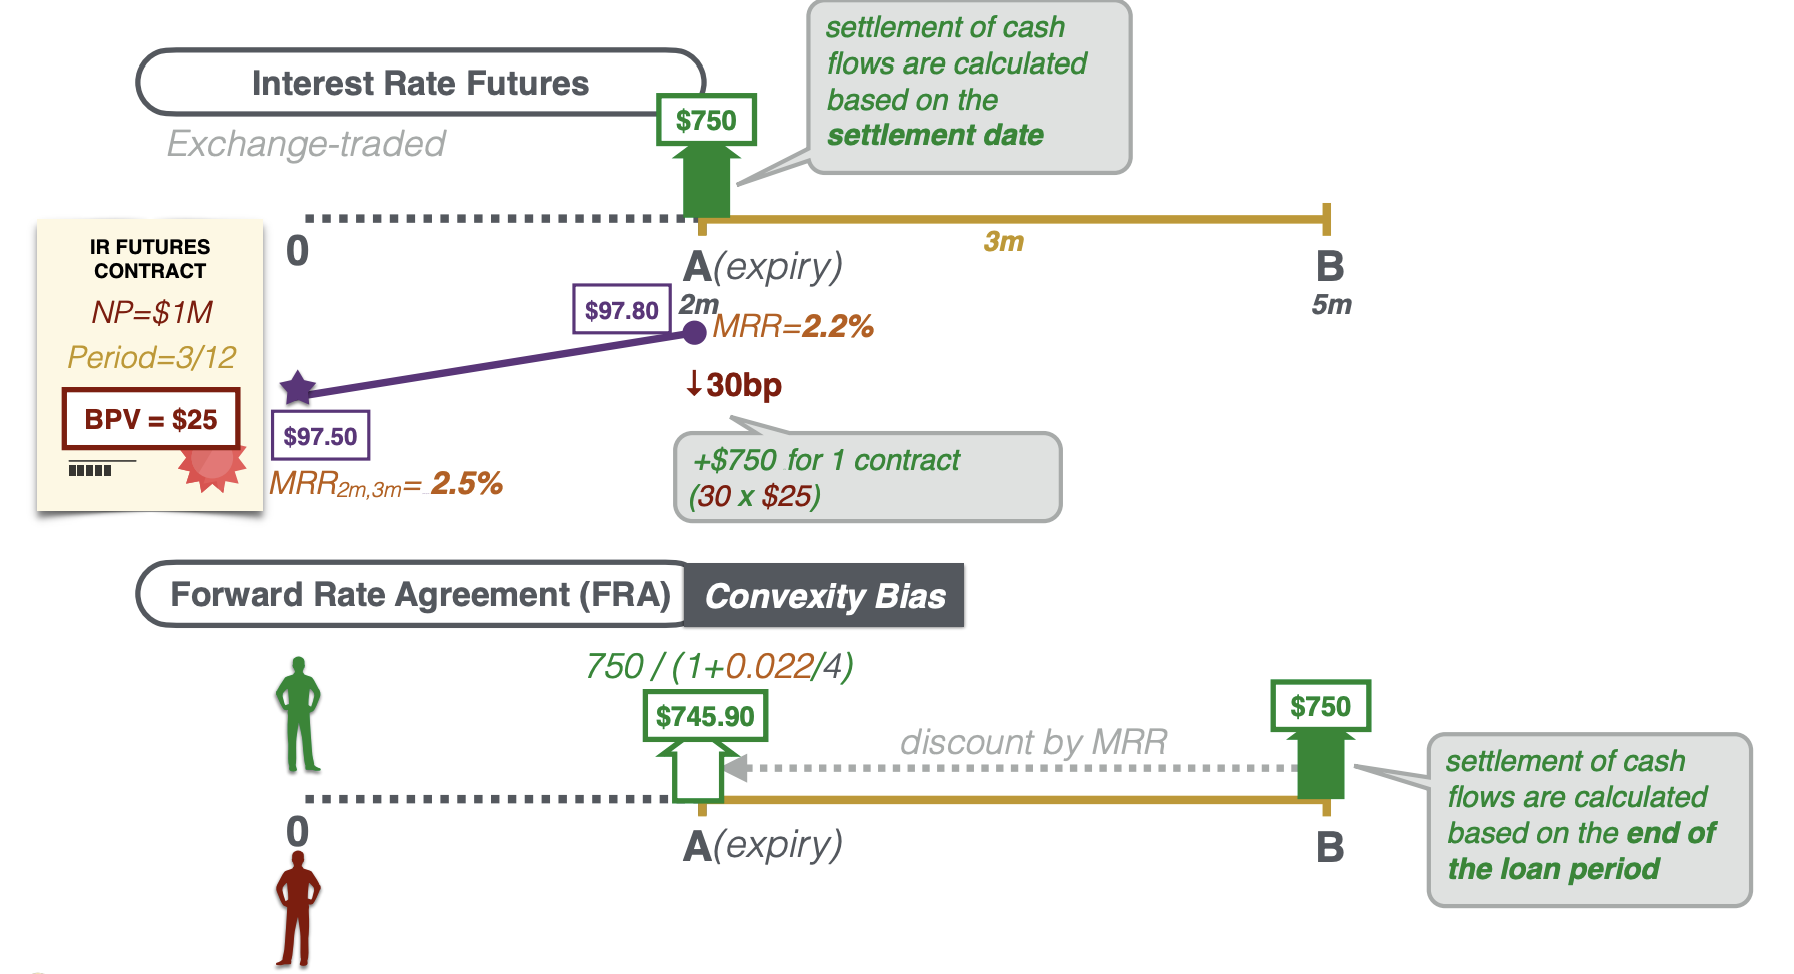 settlement of cash
flows are calculated
based on the
settlement date
Interest Rate Futures
$750
Exchange-traded
0
3m
A(expiry)
B
2m
5m
IR FUTURES
CONTRACT
NP=$1M
Period=3/12
BPV = $25
$97.80
MRR=2.2%
↓30bp
$97.50
MRR2m,3m= 2.5%
+$750 for 1 contract
(30 x $25)
Forward Rate Agreement (FRA)
Convexity Bias
750 / (1+0.022/4)
$745.90
$750
discount by MRR
settlement of cash
flows are calculated
based on the end of
the loan period
0
A(expiry)
B